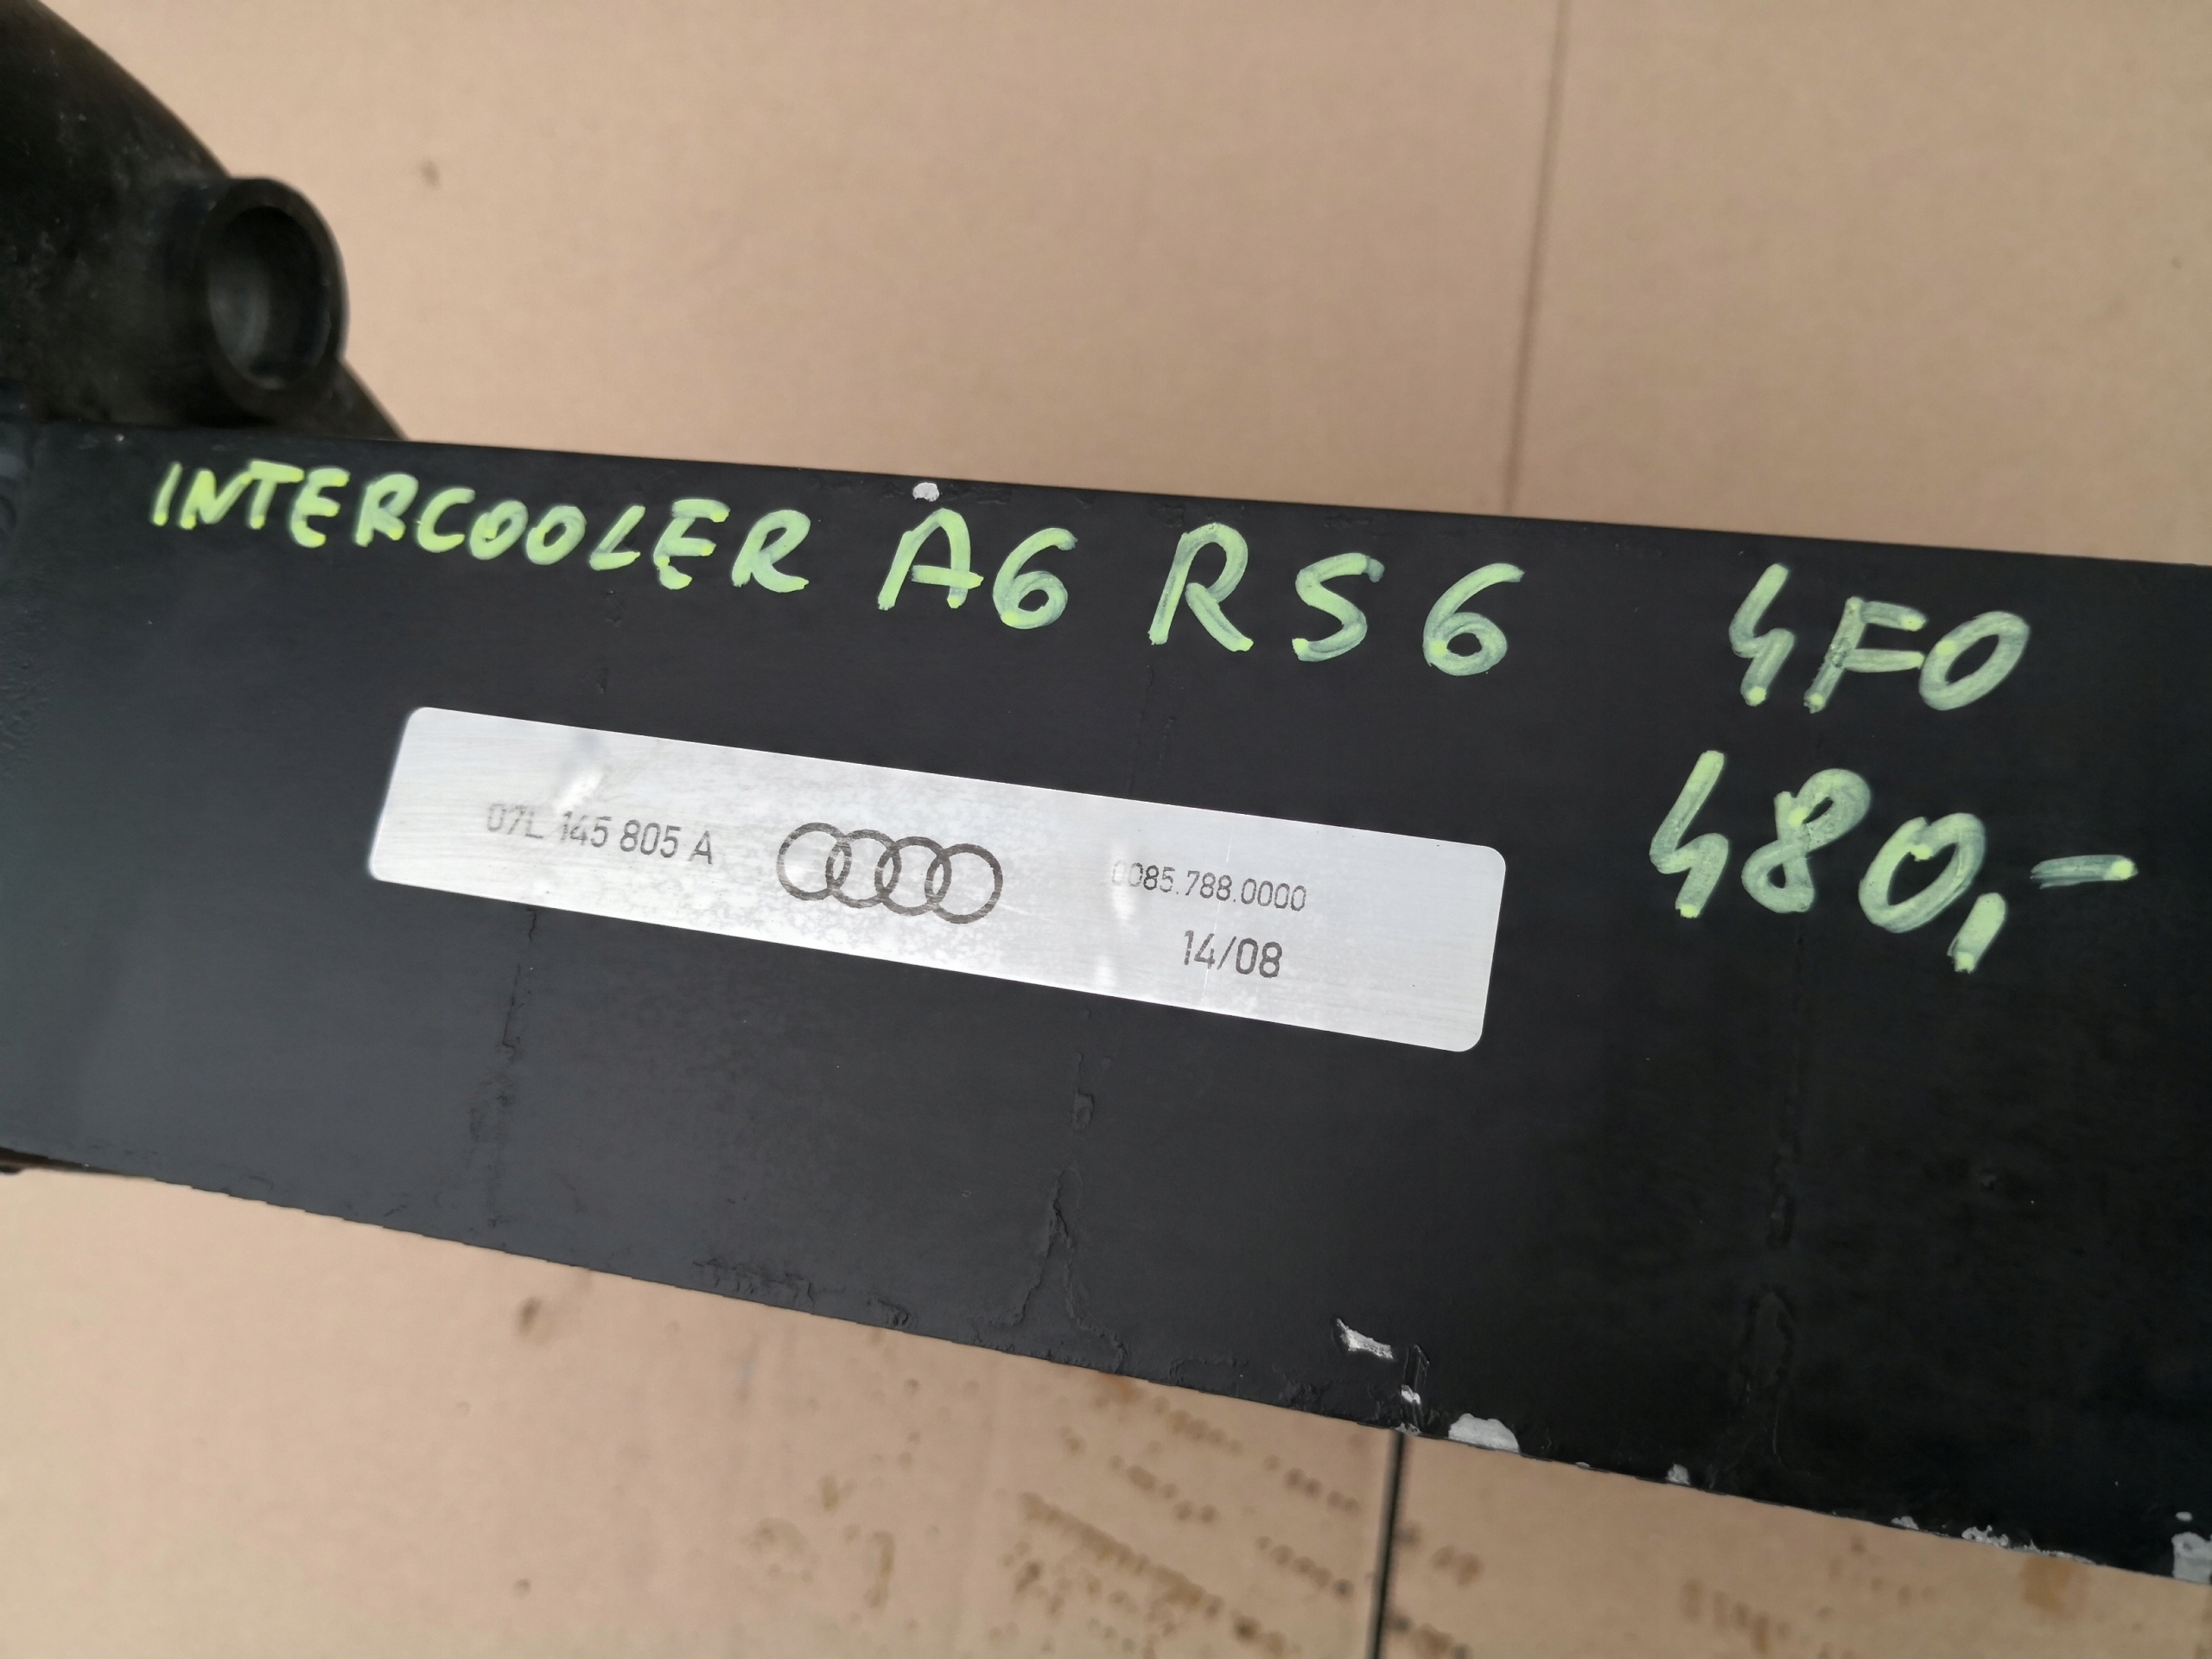 INTERCOOLER A6 RS6 4F0
480,-
07L 145 805 A
0085.788.0000
14/08